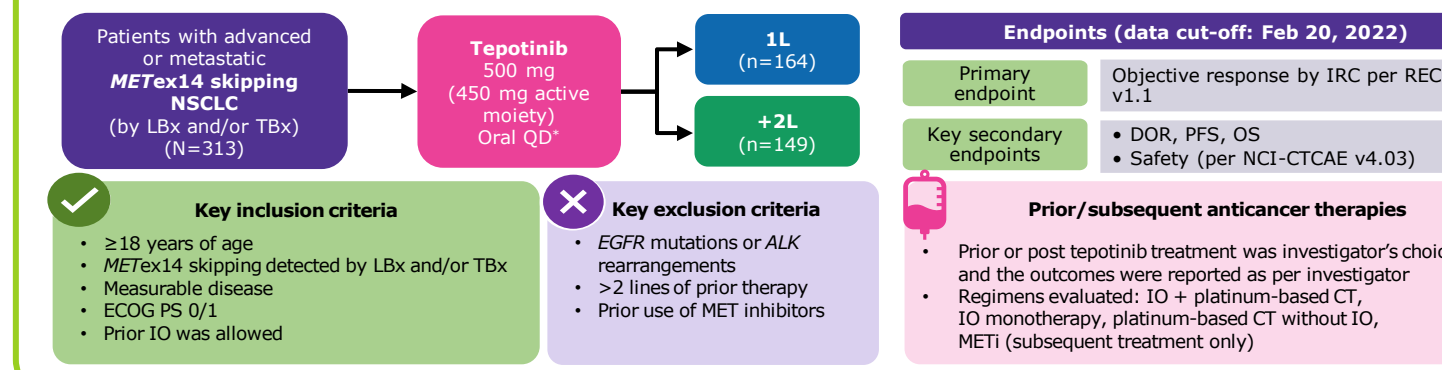 Patients with advanced
or metastatic
METex14 skipping
NSCLC
(by LBx and/or TBx)
(N=313)
Tepotinib
500 mg
(450 mg active
moiety)
Oral QD*
1L
(n=164)
+2L
(n=149)
Endpoints (data cut-off: Feb 20, 2022)
Primary
endpoint
Objective response by IRC per
v1.1
Key secondary
endpoints
• DOR, PFS, OS
• Safety (per NCI-CTCAE v4.03)
Key inclusion criteria
• ≥18 years of age
• METex14 skipping detected by LBx and/or TBx
• Measurable disease
• ECOG PS 0/1
• Prior IO was allowed
Key exclusion criteria
• EGFR mutations or ALK
rearrangements
• >2 lines of prior therapy
• Prior use of MET inhibitors
Prior/subsequent anticancer therapies
• Prior or post tepotinib treatment was investigator's
and the outcomes were reported as per investigator
• Regimens evaluated: IO + platinum-based CT,
IO monotherapy, platinum-based CT without IO,
METi (subsequent treatment only)